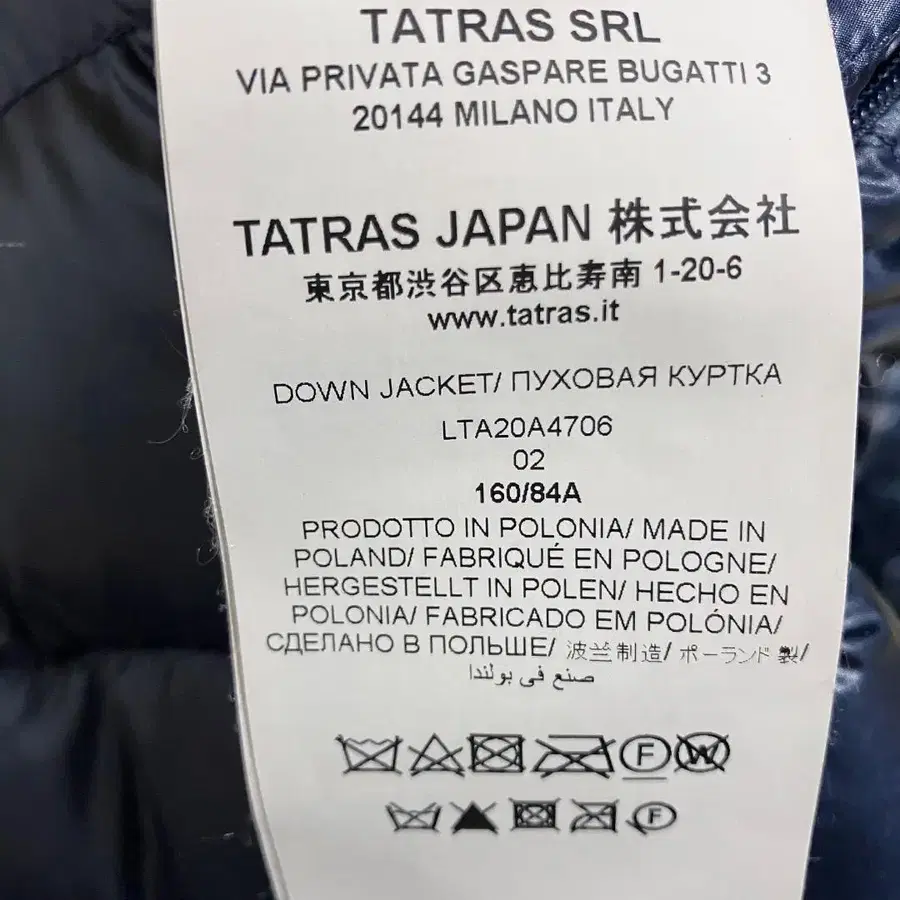 TATRAS SRL
VIA PRIVATA GASPARE BUGATTI 3
20144 MILANO ITALY
TATRAS JAPAN 株式会社
東京都渋谷区恵比寿南 1-20-6
www.tatras.it
DOWN JACKET/ ПУХОВАЯ КУРТКА
LTA20A4706
02
160/84A
PRODOTTO IN POLONIA/ MADE IN
POLAND/ FABRIQUÉ EN POLOGNE/
HERGESTELLT IN POLEN/ HECHO EN
POLONIA/ FABRICADO EM POLÓNIA/
СДЕЛАНО В ПОЛЬШЕ/ 波兰制造/ ポーランド製/
صنع في بولندا
F W
F